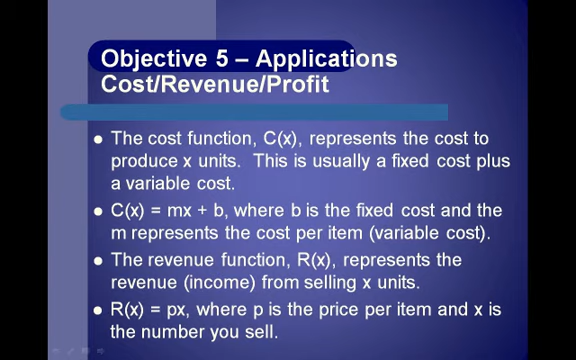 Objective 5 – Applications
Cost/Revenue/Profit
● The cost function, C(x), represents the cost to
produce x units. This is usually a fixed cost plus
a variable cost.
● C(x) = mx + b, where b is the fixed cost and the
m represents the cost per item (variable cost).
● The revenue function, R(x), represents the
revenue (income) from selling x units.
● R(x) = px, where p is the price per item and x is
the number you sell.